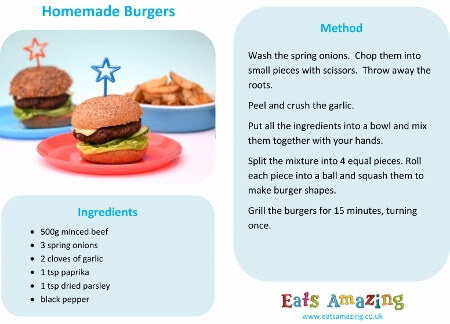 Homemade Burgers
Ingredients
• 500g minced beef
• 3 spring onions
• 2 cloves of garlic
• 1 tsp paprika
• 1 tsp dried parsley
• black pepper
Method
Wash the spring onions. Chop them into
small pieces with scissors. Throw away the
roots.
Peel and crush the garlic.
Put all the ingredients into a bowl and mix
them together with your hands.
Split the mixture into 4 equal pieces. Roll
each piece into a ball and squash them to
make burger shapes.
Grill the burgers for 15 minutes, turning
once.
Eats Amazing
www.eatsamazing.co.uk